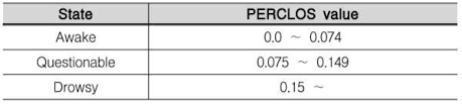 State PERCLOS value
Awake 0.0 ~ 0.074
Questionable 0.075 ~ 0.149
Drowsy 0.15 ~